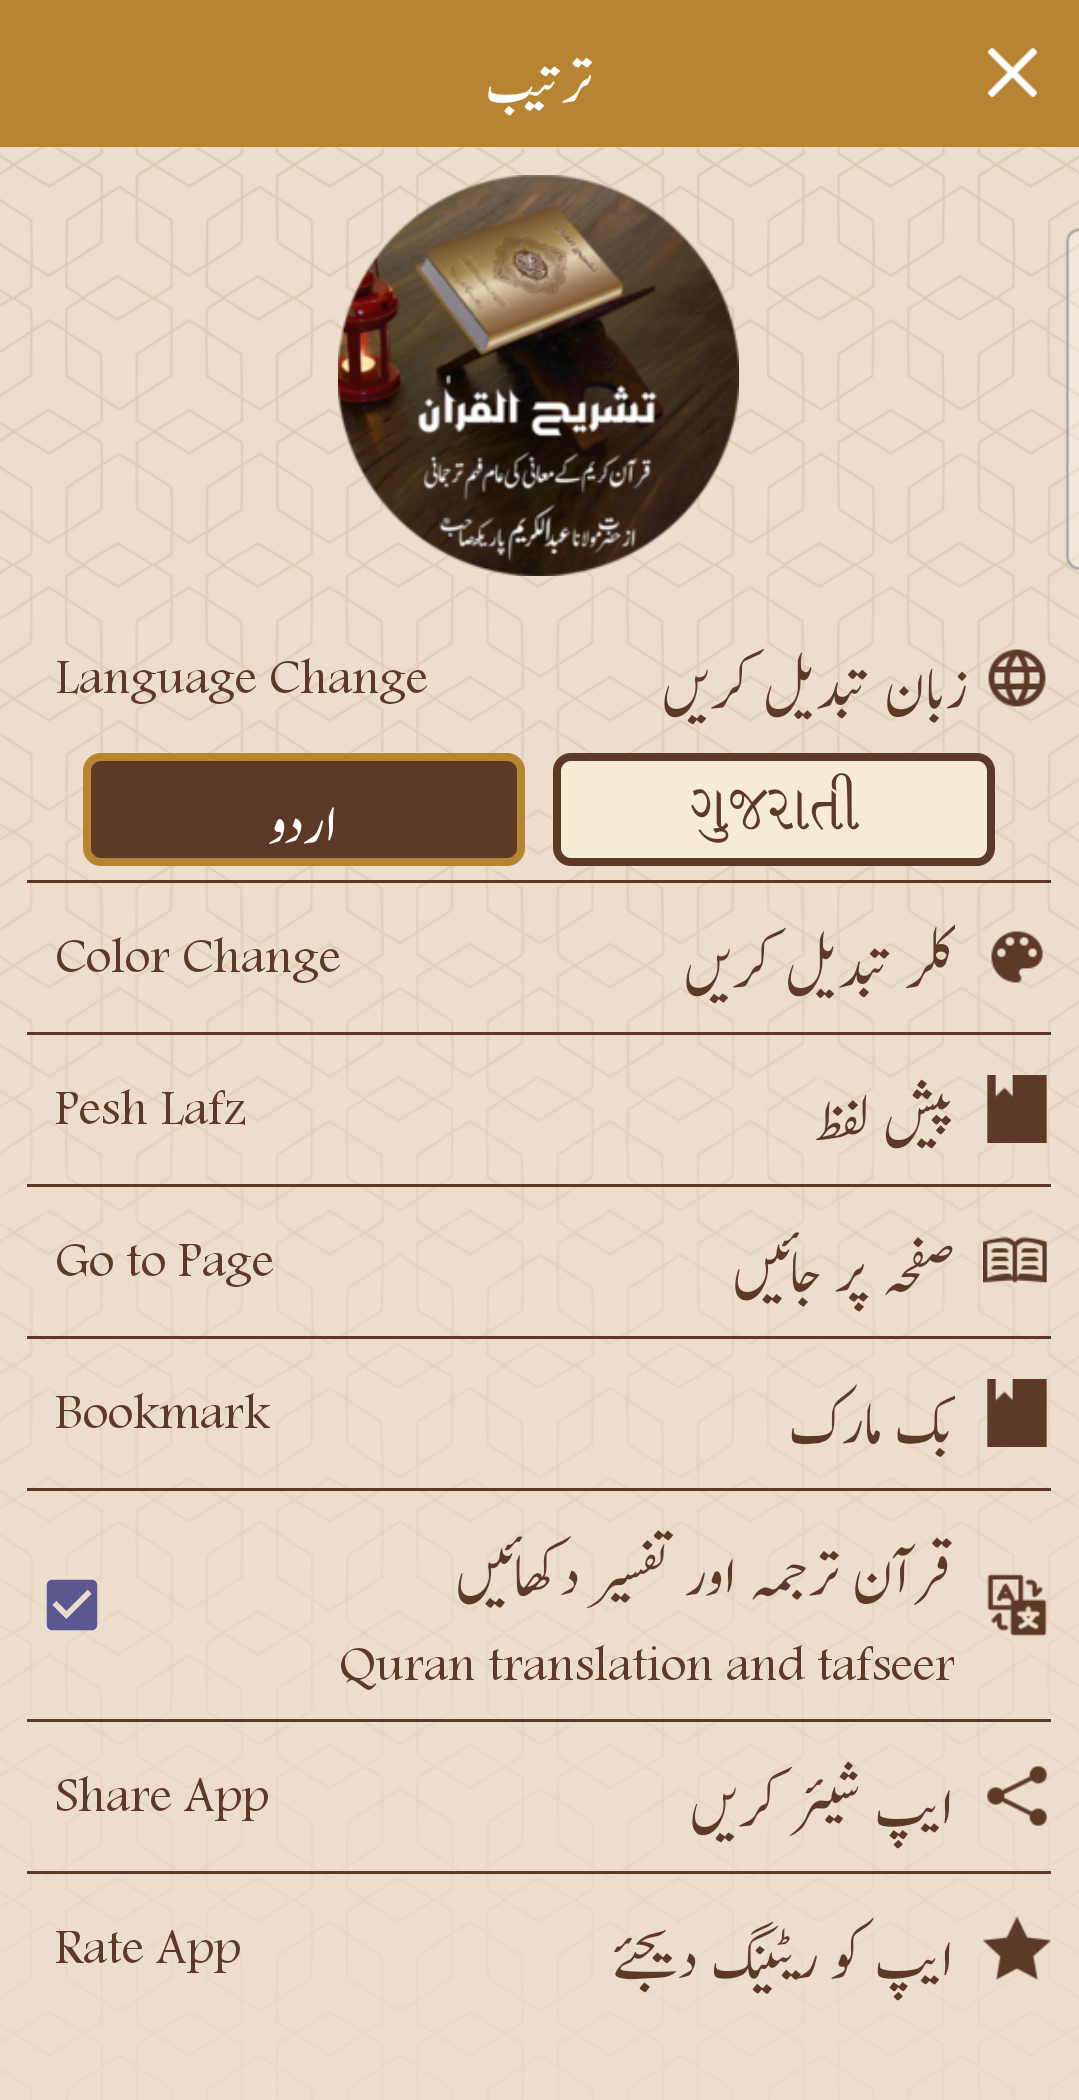 ترتیب
تشریح القرآن
قرآن کریم کے معانی کی عام فہم ترجمانی
از حضرت مولانا عبدالکریم پاریکھ صاحبؒ
Language Change زبان تبدیل کریں
اردو ગુજરાતી
Color Change کلر تبدیل کریں
Pesh Lafz پیش لفظ
Go to Page صفحہ پر جائیں
Bookmark بک مارک
قرآن ترجمہ اور تفسیر دکھائیں
Quran translation and tafseer
Share App ایپ شیئر کریں
Rate App ایپ کو ریٹینگ دیجئے